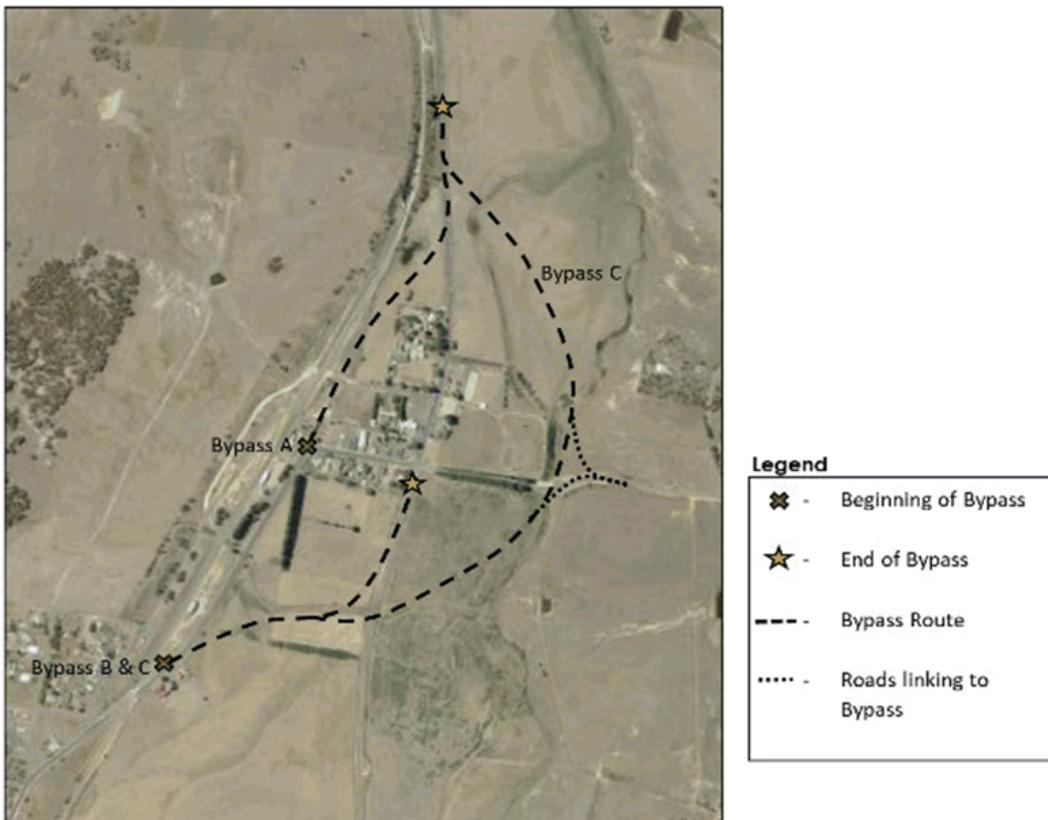 Bypass C
Bypass A
Bypass B & C
Legend
- Beginning of Bypass
- End of Bypass
- Bypass Route
- Roads linking to
Bypass